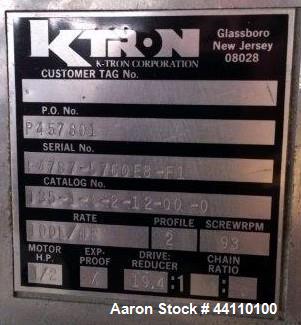 K-TRON
K-TRON CORPORATION
Glassboro
New Jersey
08028
CUSTOMER TAG No.
P.O. No.
P457801
SERIAL No.
CATALOG No.
RATE PROFILE SCREWRPM
2 93
MOTOR H.P. EXP-PROOF DRIVE: REDUCER CHAIN RATIO
1/2 / 19.4:1 :
Aaron Stock # 44110100